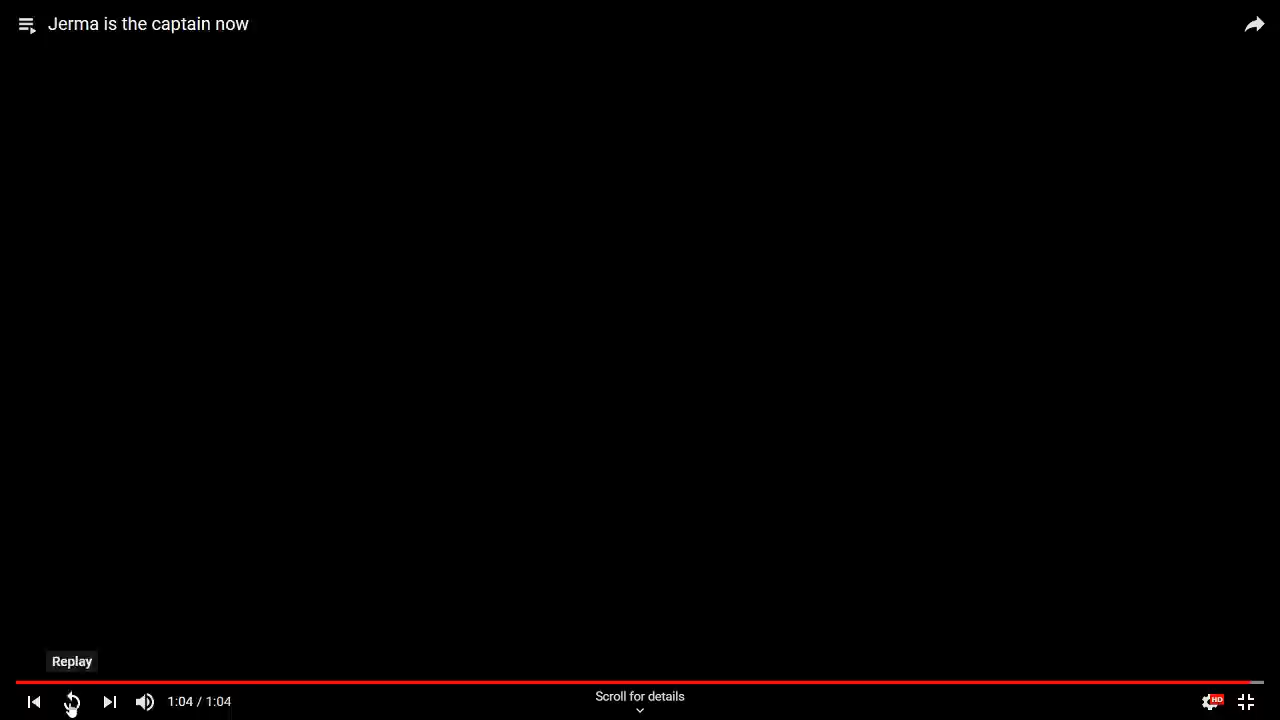 Jerma is the captain now
Replay
1:04 / 1:04
Scroll for details
HD